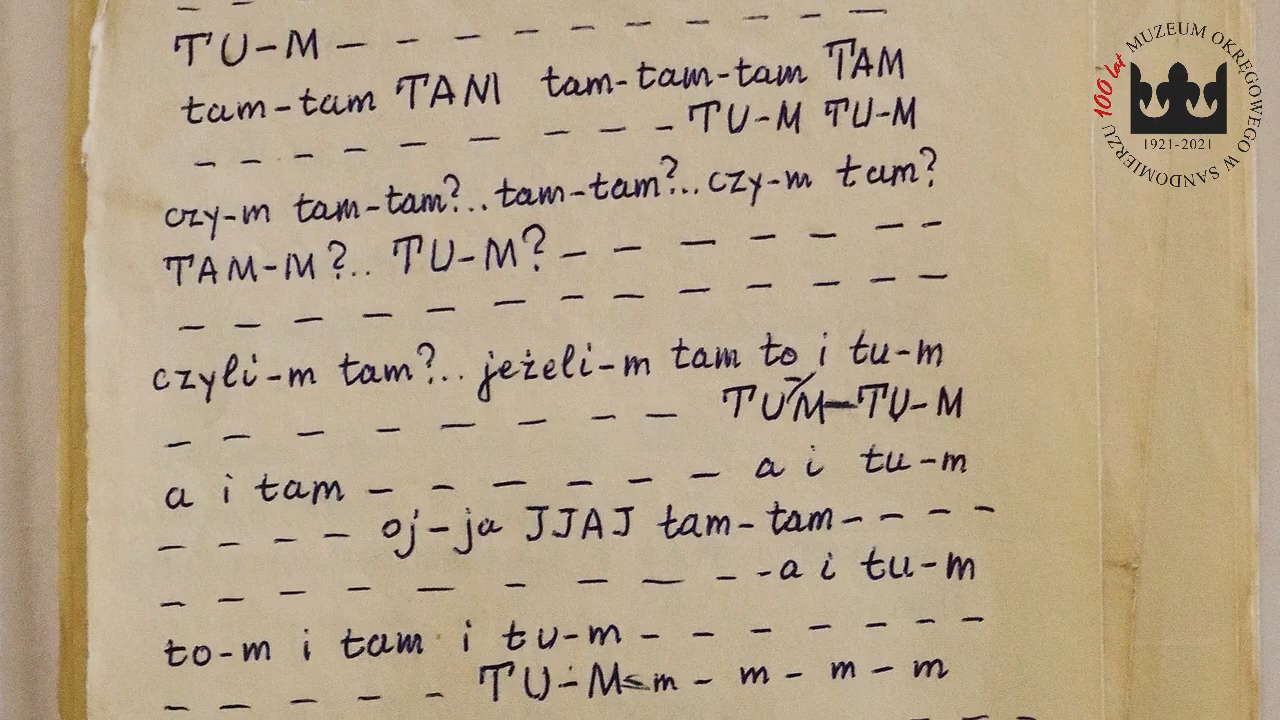 – –
TU-M – – – – – – – – – –
tam-tam TAM tam-tam-tam TAM
– – – – – – – – – TU-M TU-M
czy-m tam-tam?.. tam-tam?.. czy-m tam?
TAM-M?.. TU-M? – – – – – – –
– – – – – – – – – – – – – –
czyli-m tam?.. jeżeli-m tam to i tu-m
– – – – – – – – – TU M – TU-M
a i tam – – – – – – a i tu-m
– – – – oj-ja JJAJ tam-tam – – – –
– – – – – – – – – – - a i tu-m
to-m i tam i tu-m – – – – – – –
– – – – – TU-M-m – m – m – m
100 lat MUZEUM OKRĘGOWEGO W SANDOMIERZU
1921-2021